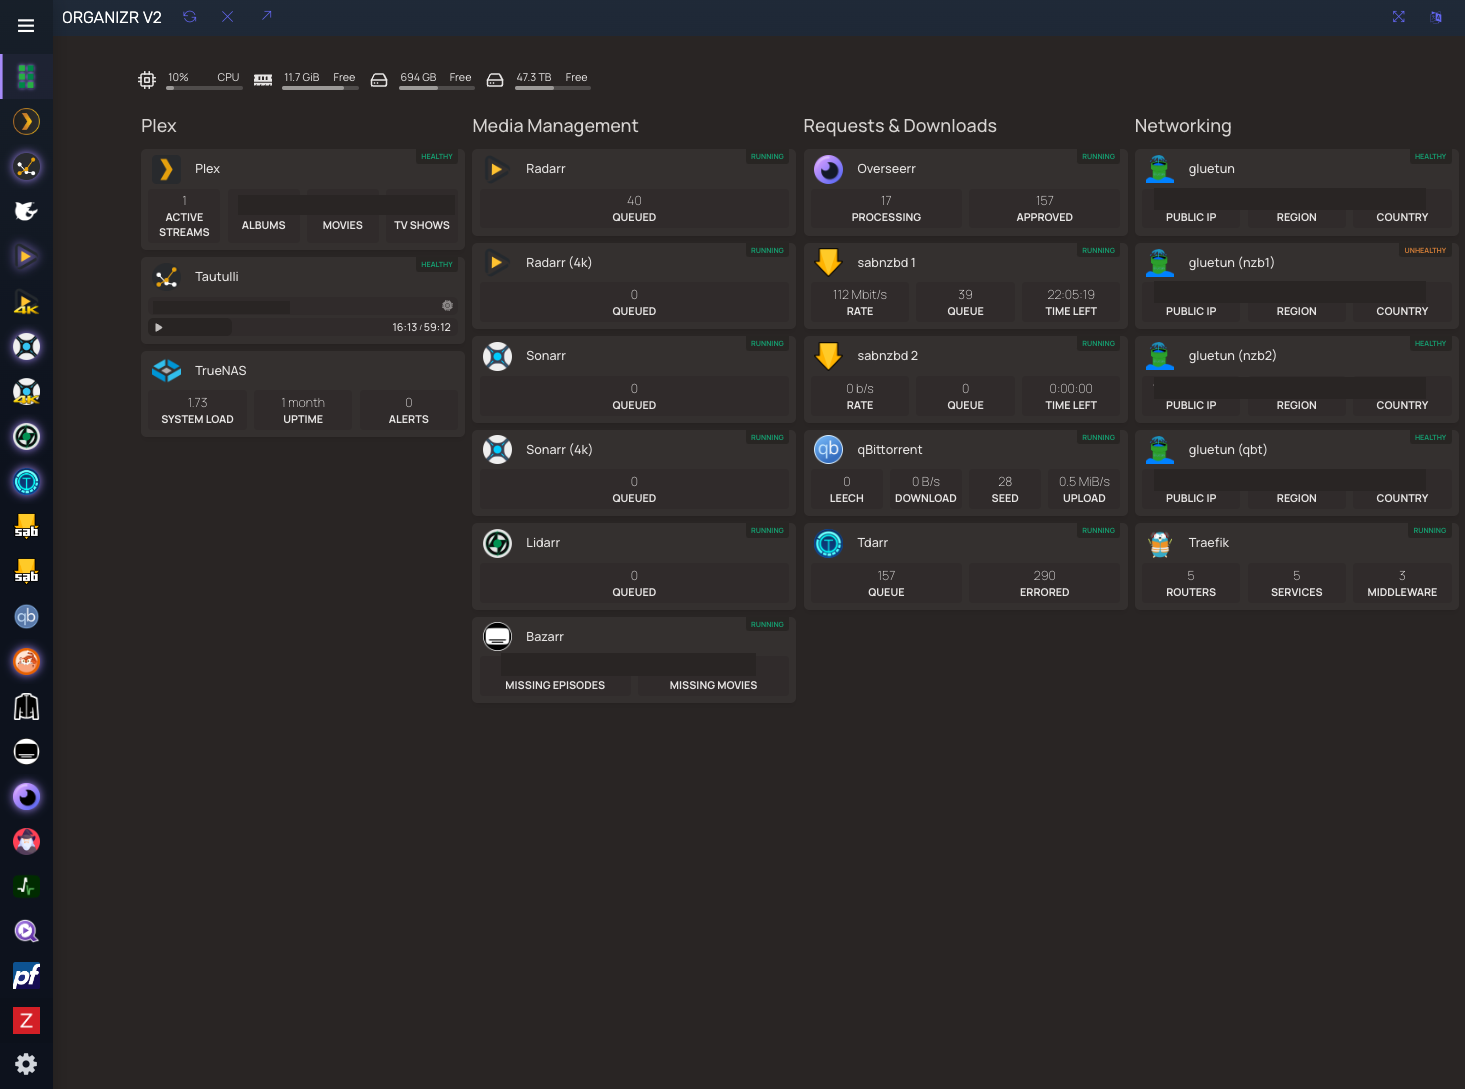 ORGANIZR V2
10% CPU
11.7 GiB Free
694 GB Free
47.3 TB Free
Plex
HEALTHY
Plex
1
ACTIVE STREAMS
ALBUMS
MOVIES
TV SHOWS
HEALTHY
Tautulli
16:13 / 59:12
TrueNAS
1.73
SYSTEM LOAD
1 month
UPTIME
0
ALERTS
Media Management
RUNNING
Radarr
40
QUEUED
RUNNING
Radarr (4k)
0
QUEUED
RUNNING
Sonarr
0
QUEUED
RUNNING
Sonarr (4k)
0
QUEUED
RUNNING
Lidarr
0
QUEUED
RUNNING
Bazarr
MISSING EPISODES
MISSING MOVIES
Requests & Downloads
RUNNING
Overseerr
17
PROCESSING
157
APPROVED
RUNNING
sabnzbd 1
112 Mbit/s
RATE
39
QUEUE
22:05:19
TIME LEFT
RUNNING
sabnzbd 2
0 b/s
RATE
0
QUEUE
0:00:00
TIME LEFT
RUNNING
qb
qBittorrent
0
LEECH
0 B/s
DOWNLOAD
28
SEED
0.5 MiB/s
UPLOAD
RUNNING
Tdarr
157
QUEUE
290
ERRORED
Networking
HEALTHY
gluetun
PUBLIC IP
REGION
COUNTRY
UNHEALTHY
gluetun (nzb1)
PUBLIC IP
REGION
COUNTRY
HEALTHY
gluetun (nzb2)
PUBLIC IP
REGION
COUNTRY
HEALTHY
gluetun (qbt)
PUBLIC IP
REGION
COUNTRY
RUNNING
Traefik
5
ROUTERS
5
SERVICES
3
MIDDLEWARE
4K
4K
sab
sab
qb
pf
Z